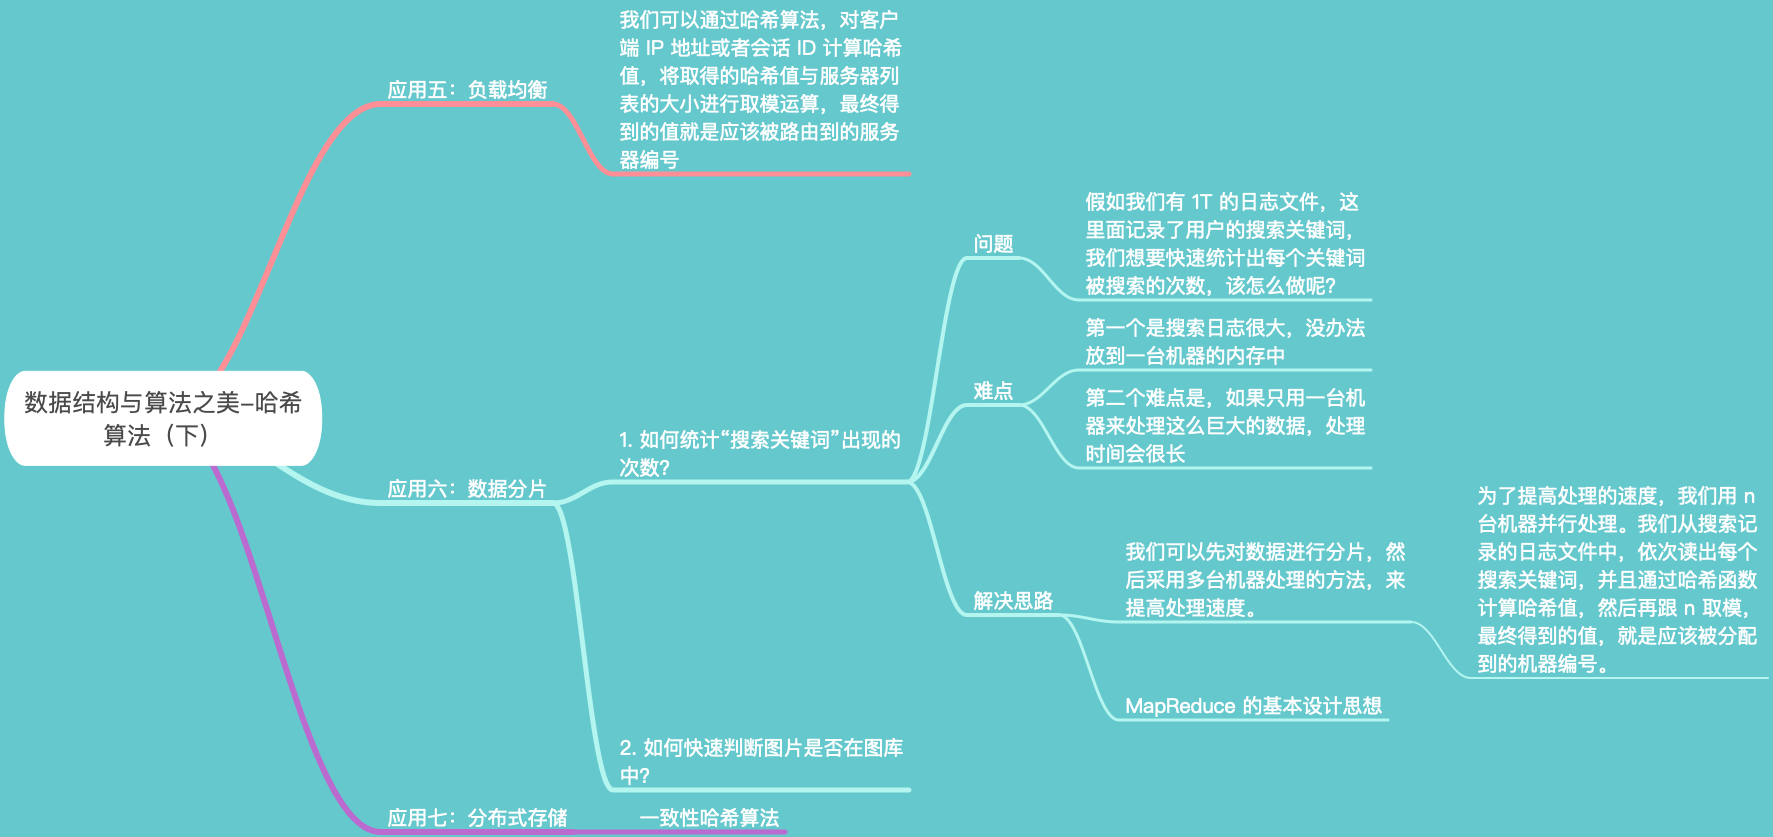 数据结构与算法之美-哈希
算法（下）
应用五：负载均衡
我们可以通过哈希算法，对客户
端 IP 地址或者会话 ID 计算哈希
值，将取得的哈希值与服务器列
表的大小进行取模运算，最终得
到的值就是应该被路由到的服务
器编号
应用六：数据分片
1. 如何统计“搜索关键词”出现的
次数？
问题
假如我们有 1T 的日志文件，这
里面记录了用户的搜索关键词，
我们想要快速统计出每个关键词
被搜索的次数，该怎么做呢？
难点
第一个是搜索日志很大，没办法
放到一台机器的内存中
第二个难点是，如果只用一台机
器来处理这么巨大的数据，处理
时间会很长
解决思路
我们可以先对数据进行分片，然
后采用多台机器处理的方法，来
提高处理速度。
为了提高处理的速度，我们用 n
台机器并行处理。我们从搜索记
录的日志文件中，依次读出每个
搜索关键词，并且通过哈希函数
计算哈希值，然后再跟 n 取模，
最终得到的值，就是应该被分配
到的机器编号。
MapReduce 的基本设计思想
2. 如何快速判断图片是否在图库
中？
应用七：分布式存储
一致性哈希算法